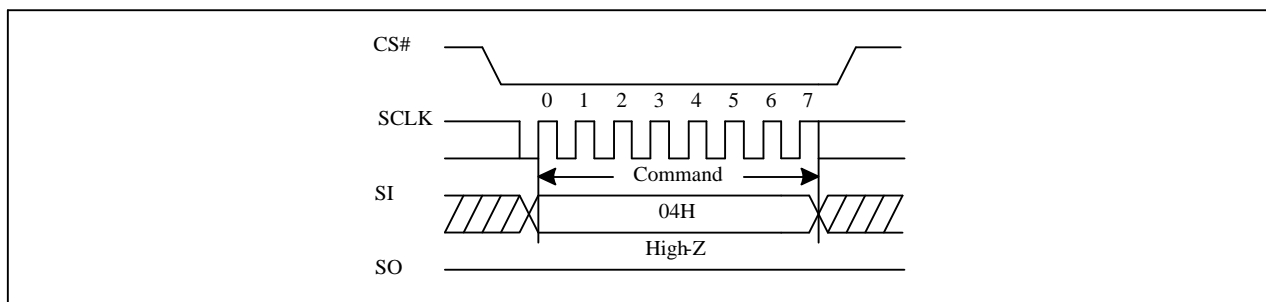 CS#
0 1 2 3 4 5 6 7
SCLK
Command
SI
04H
High-Z
SO